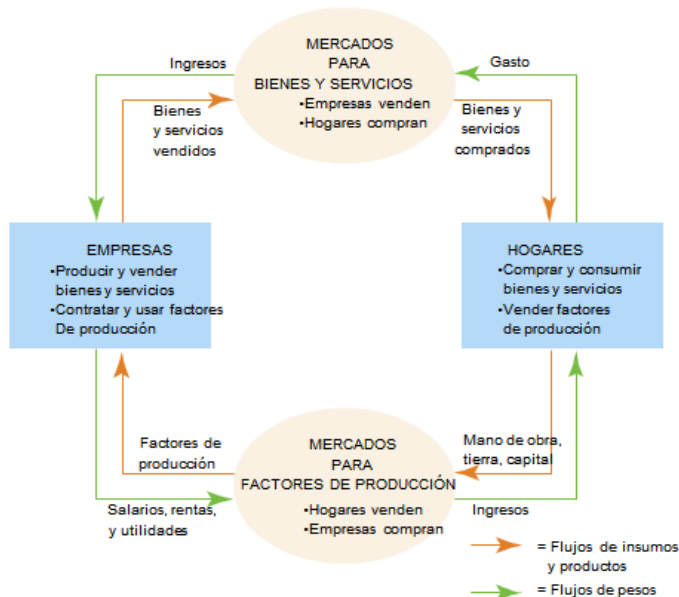 MERCADOS
PARA
BIENES Y SERVICIOS
•Empresas venden
•Hogares compran
Ingresos
Gasto
Bienes
y servicios
vendidos
Bienes y
servicios
comprados
EMPRESAS
•Producir y vender
bienes y servicios
•Contratar y usar factores
De producción
HOGARES
•Comprar y consumir
bienes y servicios
•Vender factores
de producción
Factores de
producción
Mano de obra,
tierra, capital
MERCADOS
PARA
FACTORES DE PRODUCCIÓN
•Hogares venden
•Empresas compran
Salarios, rentas,
y utilidades
Ingresos
= Flujos de insumos
y productos
= Flujos de pesos